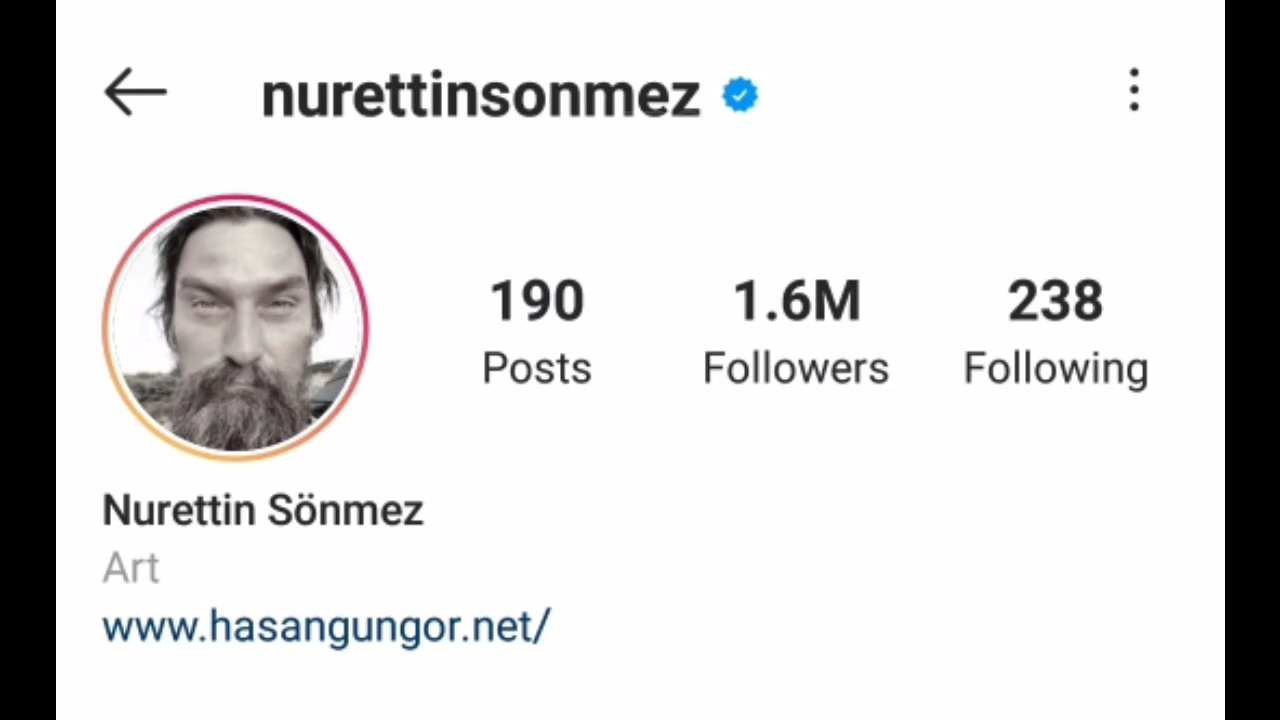 nurettinsonmez
190 1.6M 238
Posts Followers Following
Nurettin Sönmez
Art
www.hasangungor.net/